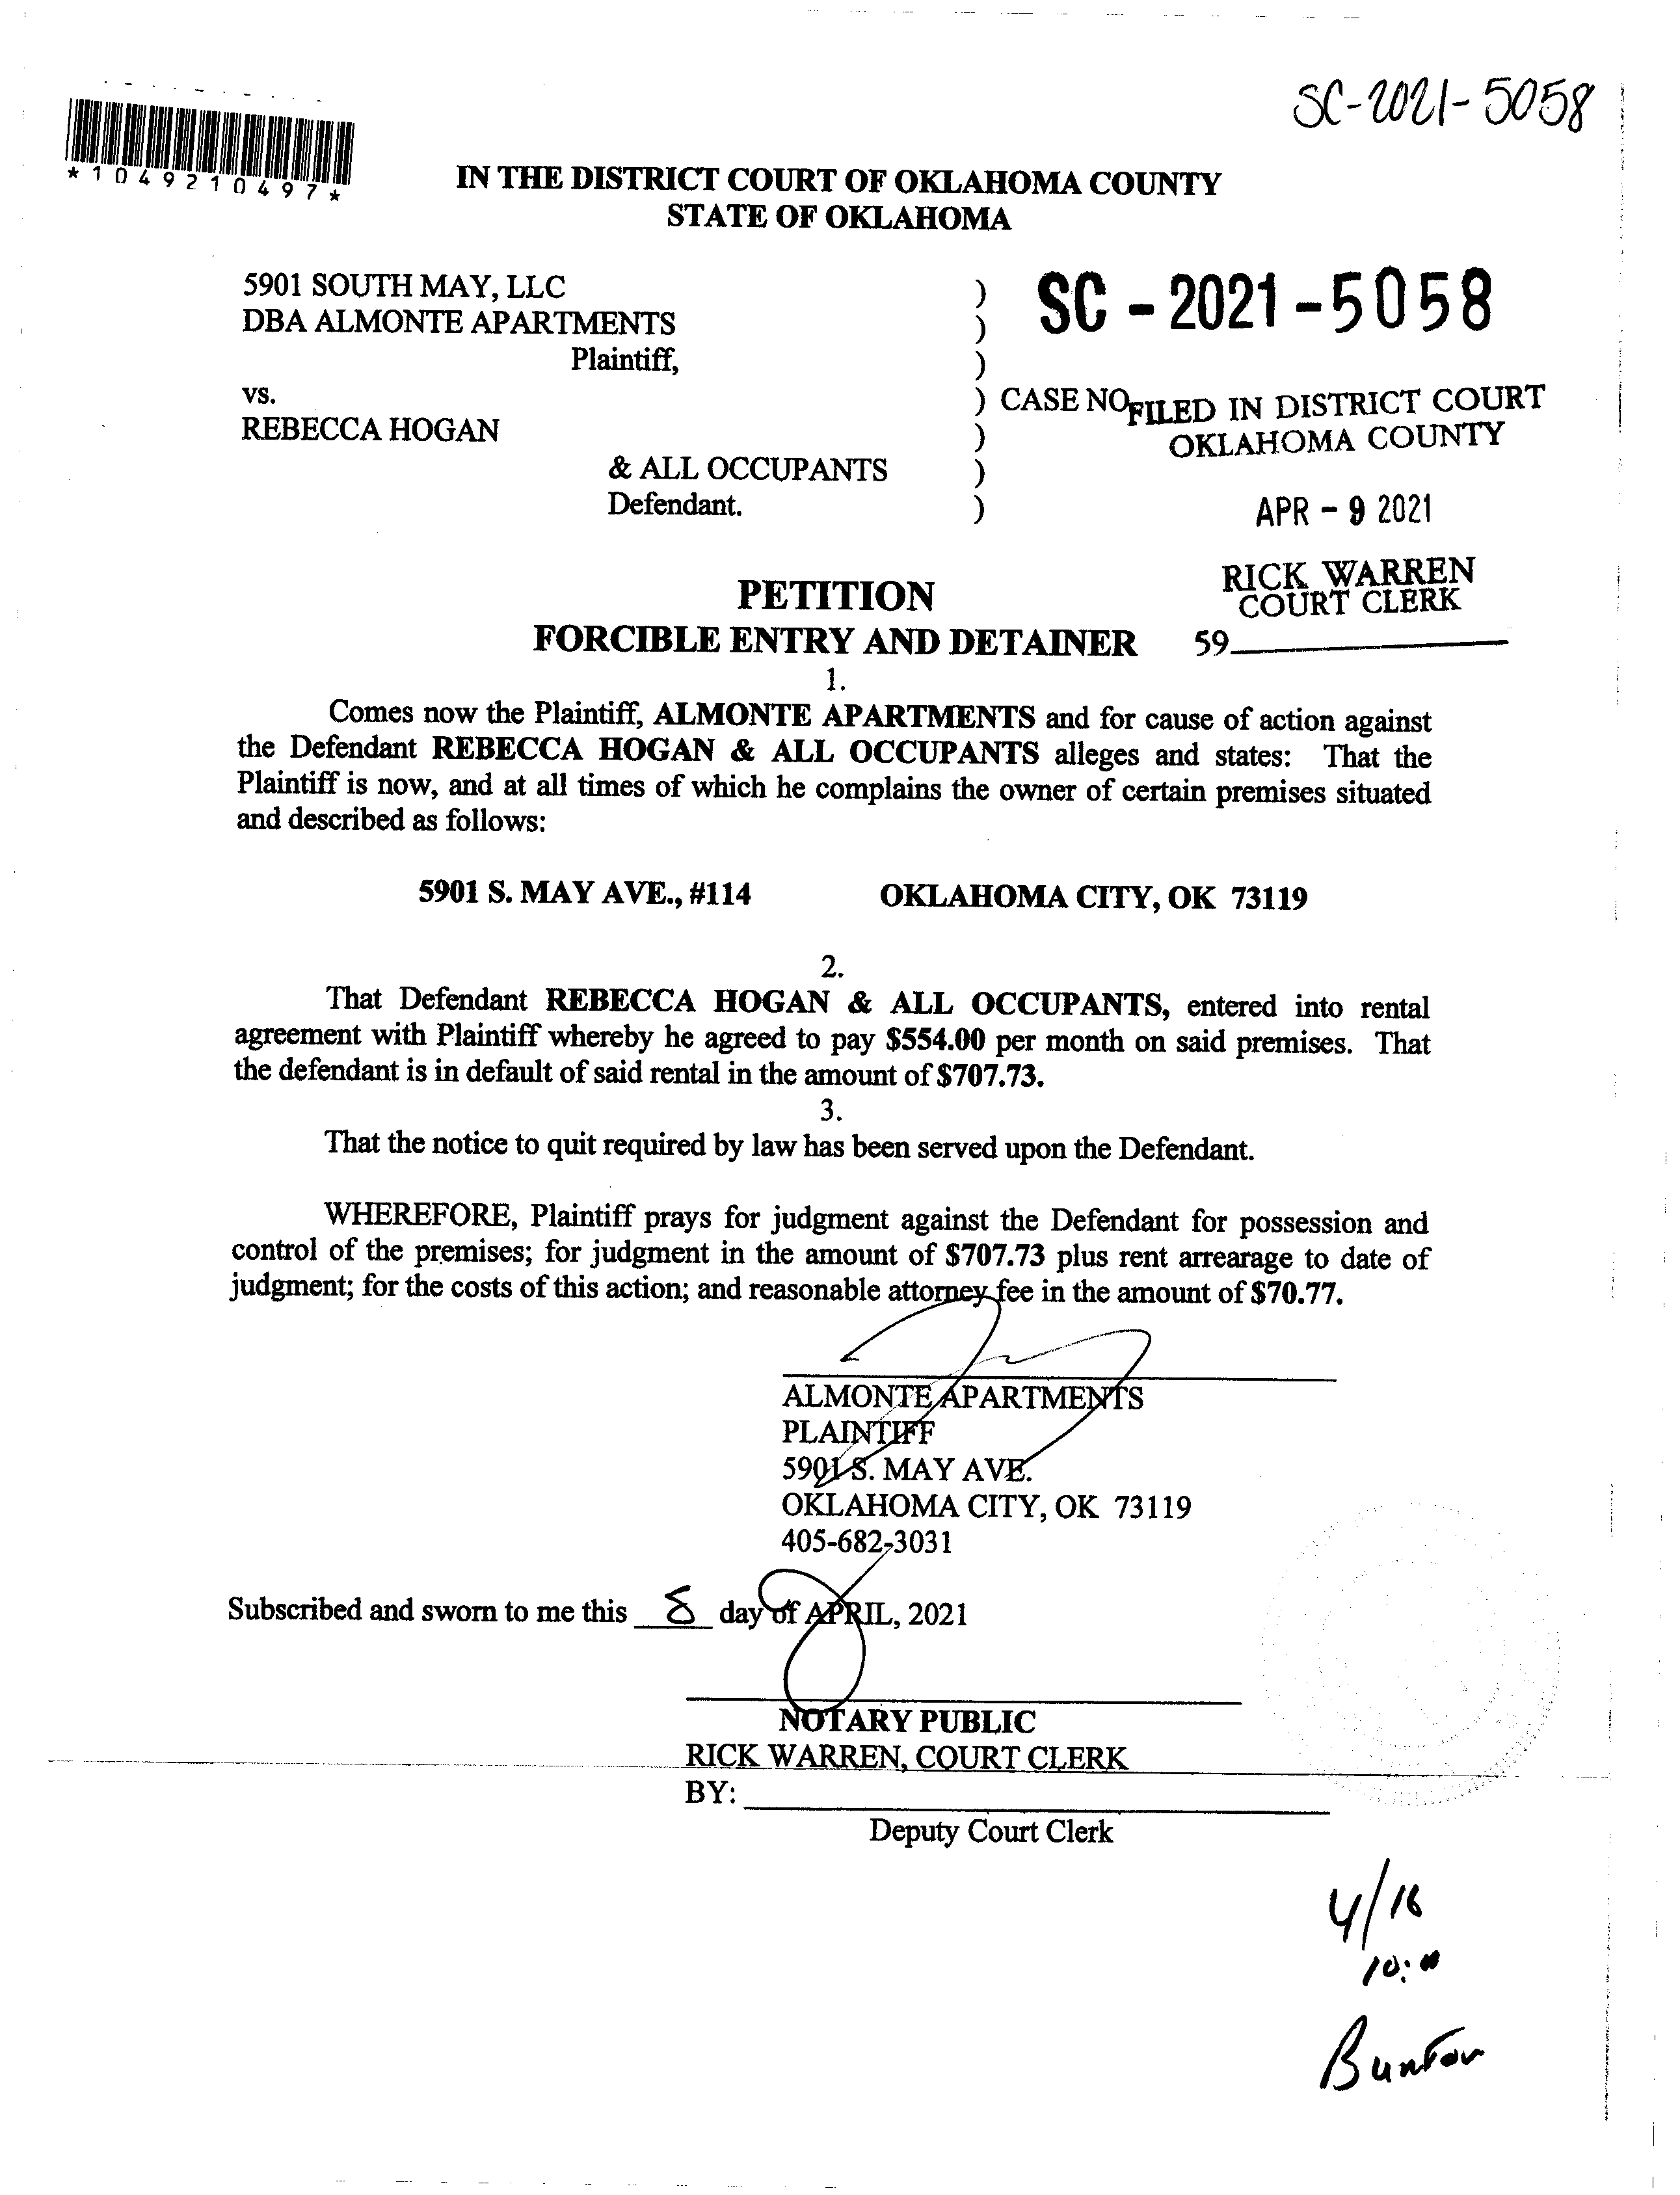 SC-2021-5058
*1049210497*
IN THE DISTRICT COURT OF OKLAHOMA COUNTY
STATE OF OKLAHOMA
5901 SOUTH MAY, LLC )
DBA ALMONTE APARTMENTS )
Plaintiff, )
vs. ) CASE NO
REBECCA HOGAN )
& ALL OCCUPANTS )
Defendant. )
SC - 2021 - 5058
FILED IN DISTRICT COURT
OKLAHOMA COUNTY
APR - 9 2021
RICK WARREN
COURT CLERK
59
PETITION
FORCIBLE ENTRY AND DETAINER
1.
Comes now the Plaintiff, ALMONTE APARTMENTS and for cause of action against
the Defendant REBECCA HOGAN & ALL OCCUPANTS alleges and states: That the
Plaintiff is now, and at all times of which he complains the owner of certain premises situated
and described as follows:
5901 S. MAY AVE., #114 OKLAHOMA CITY, OK 73119
2.
That Defendant REBECCA HOGAN & ALL OCCUPANTS, entered into rental
agreement with Plaintiff whereby he agreed to pay $554.00 per month on said premises. That
the defendant is in default of said rental in the amount of $707.73.
3.
That the notice to quit required by law has been served upon the Defendant.
WHEREFORE, Plaintiff prays for judgment against the Defendant for possession and
control of the premises; for judgment in the amount of $707.73 plus rent arrearage to date of
judgment; for the costs of this action; and reasonable attorney fee in the amount of $70.77.
ALMONTE APARTMENTS
PLAINTIFF
5901 S. MAY AVE.
OKLAHOMA CITY, OK 73119
405-682-3031
Subscribed and sworn to me this 8 day of APRIL, 2021
NOTARY PUBLIC
RICK WARREN, COURT CLERK
BY:
Deputy Court Clerk
4/16
10:
Bunton